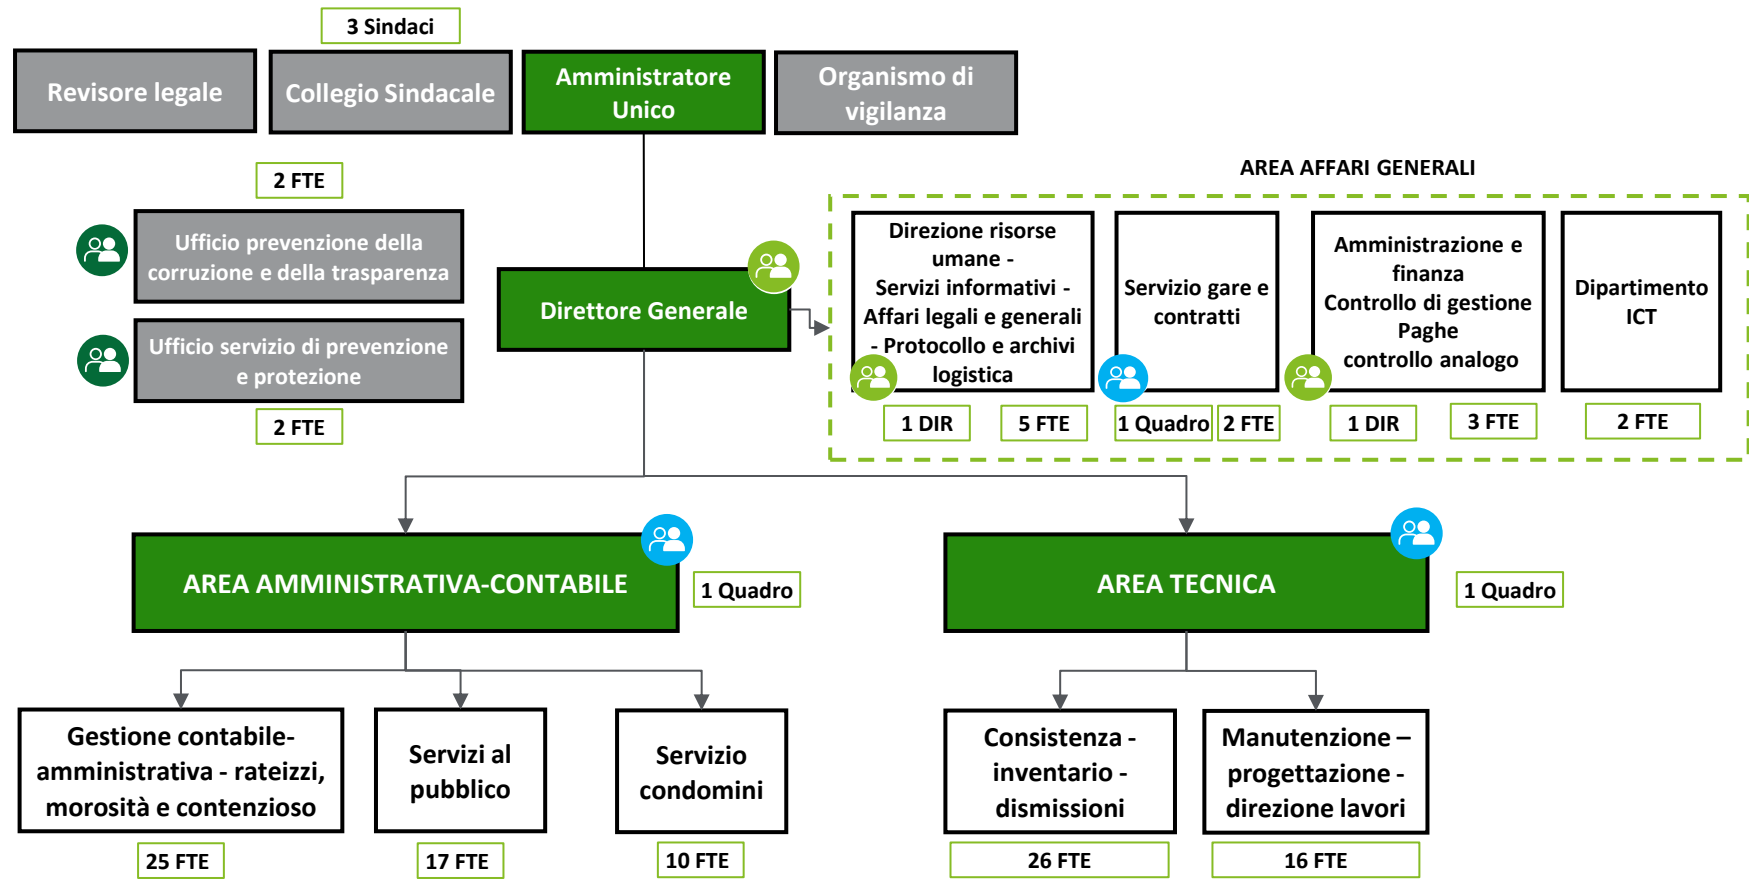 3 Sindaci
Revisore legale
Collegio Sindacale
Amministratore
Unico
Organismo di
vigilanza
2 FTE
Ufficio prevenzione della
corruzione e della trasparenza
Ufficio servizio di prevenzione
e protezione
2 FTE
Direttore Generale
AREA AFFARI GENERALI
Direzione risorse
umane -
Servizi informativi -
Affari legali e generali
- Protocollo e archivi
logistica
1 DIR
5 FTE
Servizio gare e
contratti
1 Quadro
2 FTE
Amministrazione e
finanza
Controllo di gestione
Paghe
controllo analogo
1 DIR
3 FTE
Dipartimento
ICT
2 FTE
AREA AMMINISTRATIVA-CONTABILE
1 Quadro
AREA TECNICA
1 Quadro
Gestione contabile-
amministrativa - rateizzi,
morosità e contenzioso
25 FTE
Servizi al
pubblico
17 FTE
Servizio
condomini
10 FTE
Consistenza -
inventario -
dismissioni
26 FTE
Manutenzione –
progettazione -
direzione lavori
16 FTE